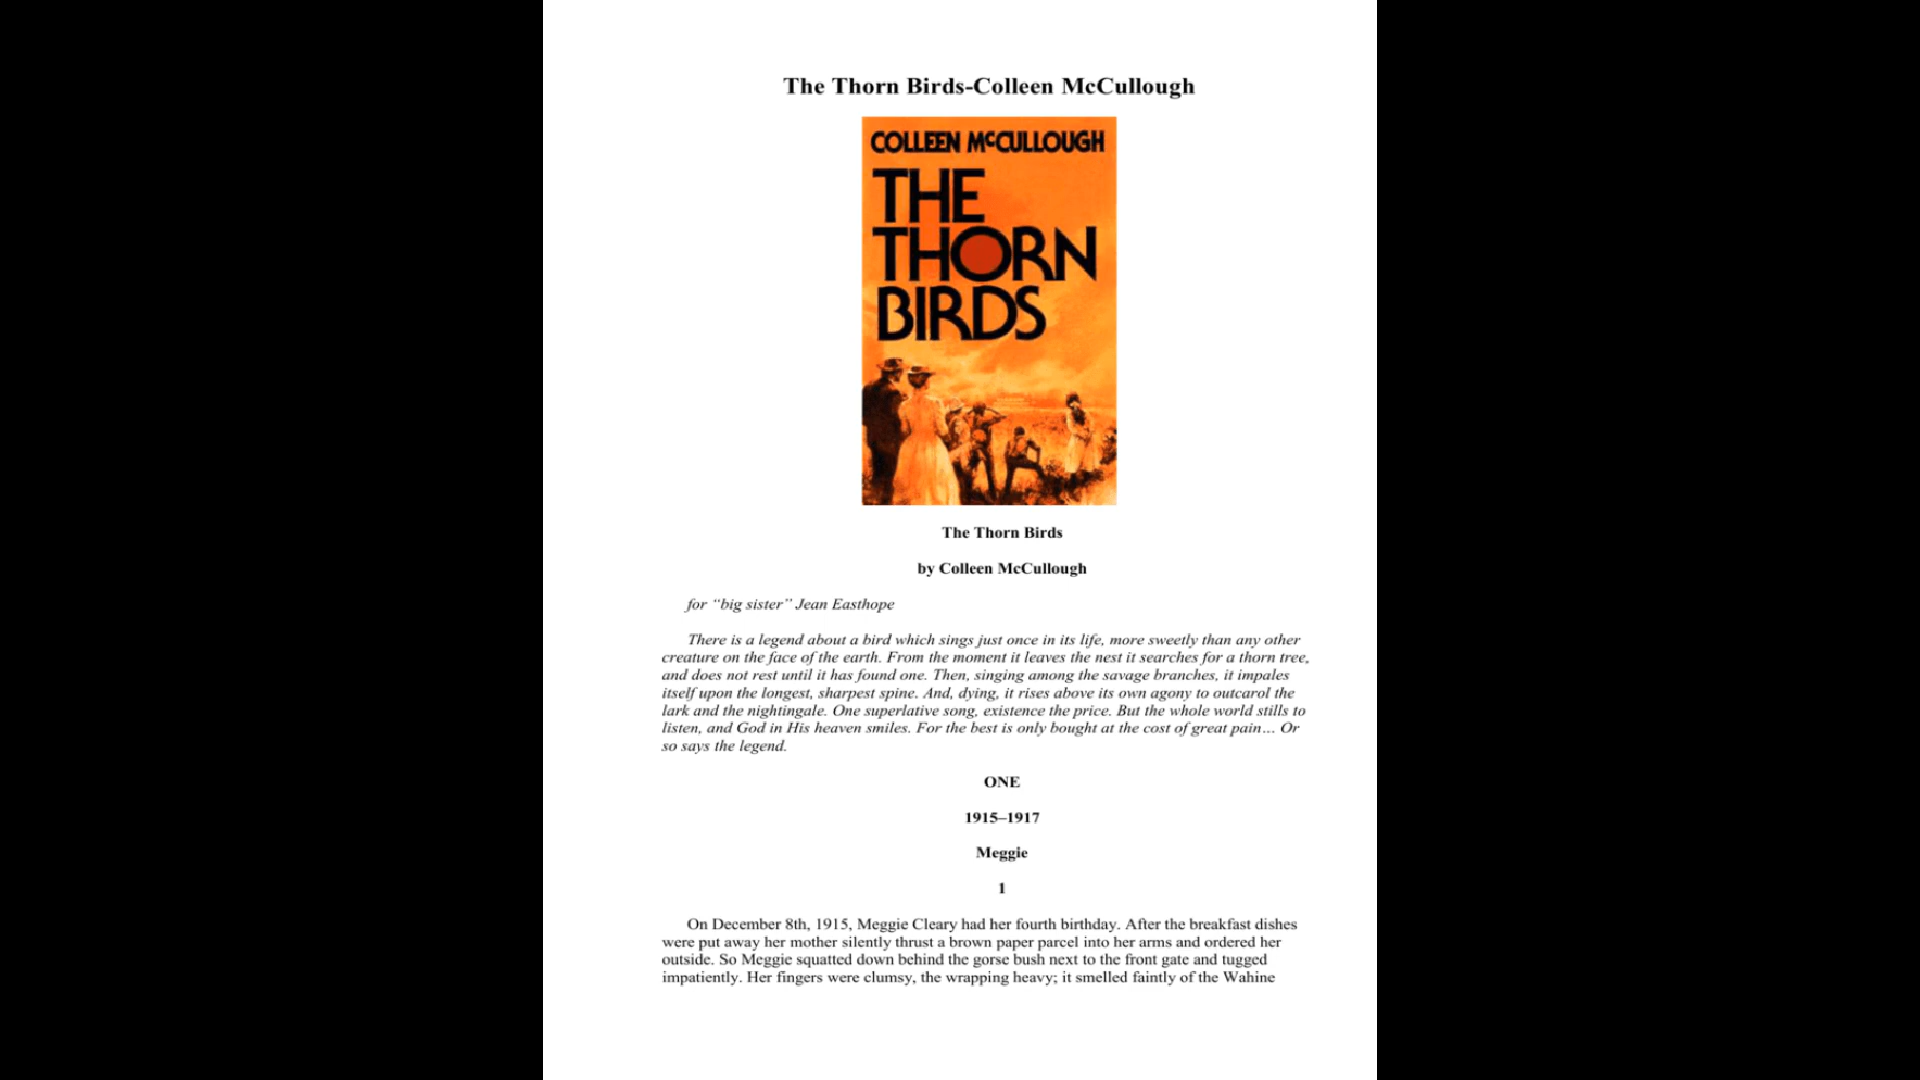 The Thorn Birds-Colleen McCullough
COLLEEN McCULLOUGH
THE
THORN
BIRDS
The Thorn Birds
by Colleen McCullough
for “big sister” Jean Easthope
There is a legend about a bird which sings just once in its life, more sweetly than any other
creature on the face of the earth. From the moment it leaves the nest it searches for a thorn tree,
and does not rest until it has found one. Then, singing among the savage branches, it impales
itself upon the longest, sharpest spine. And, dying, it rises above its own agony to outcarol the
lark and the nightingale. One superlative song, existence the price. But the whole world stills to
listen, and God in His heaven smiles. For the best is only bought at the cost of great pain… Or
so says the legend.
ONE
1915–1917
Meggie
1
On December 8th, 1915, Meggie Cleary had her fourth birthday. After the breakfast dishes
were put away her mother silently thrust a brown paper parcel into her arms and ordered her
outside. So Meggie squatted down behind the gorse bush next to the front gate and tugged
impatiently. Her fingers were clumsy, the wrapping heavy; it smelled faintly of the Wahine